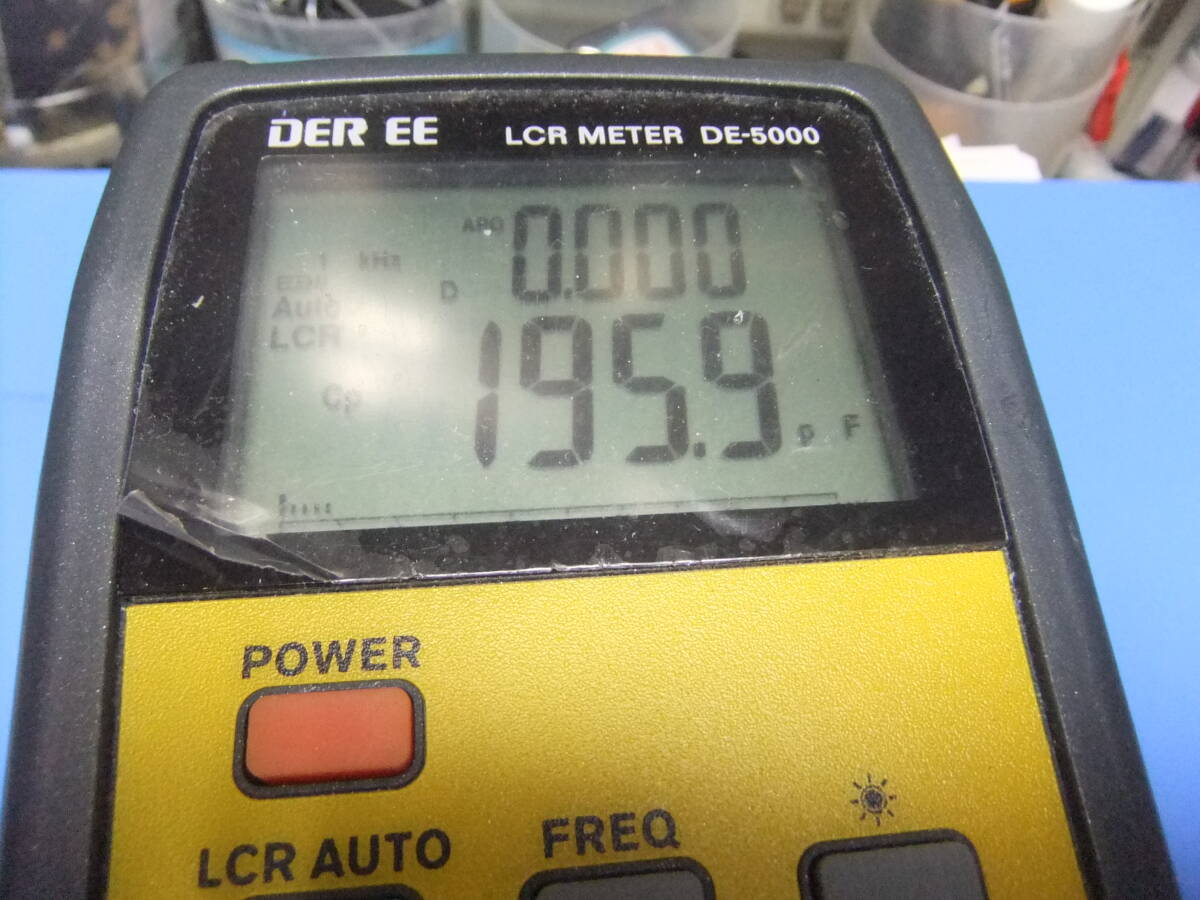 DER EE LCR METER DE-5000
APO 0.000
1 kHz
D
Auto
LCR
195.9
Cp
p F
POWER
LCR AUTO FREQ